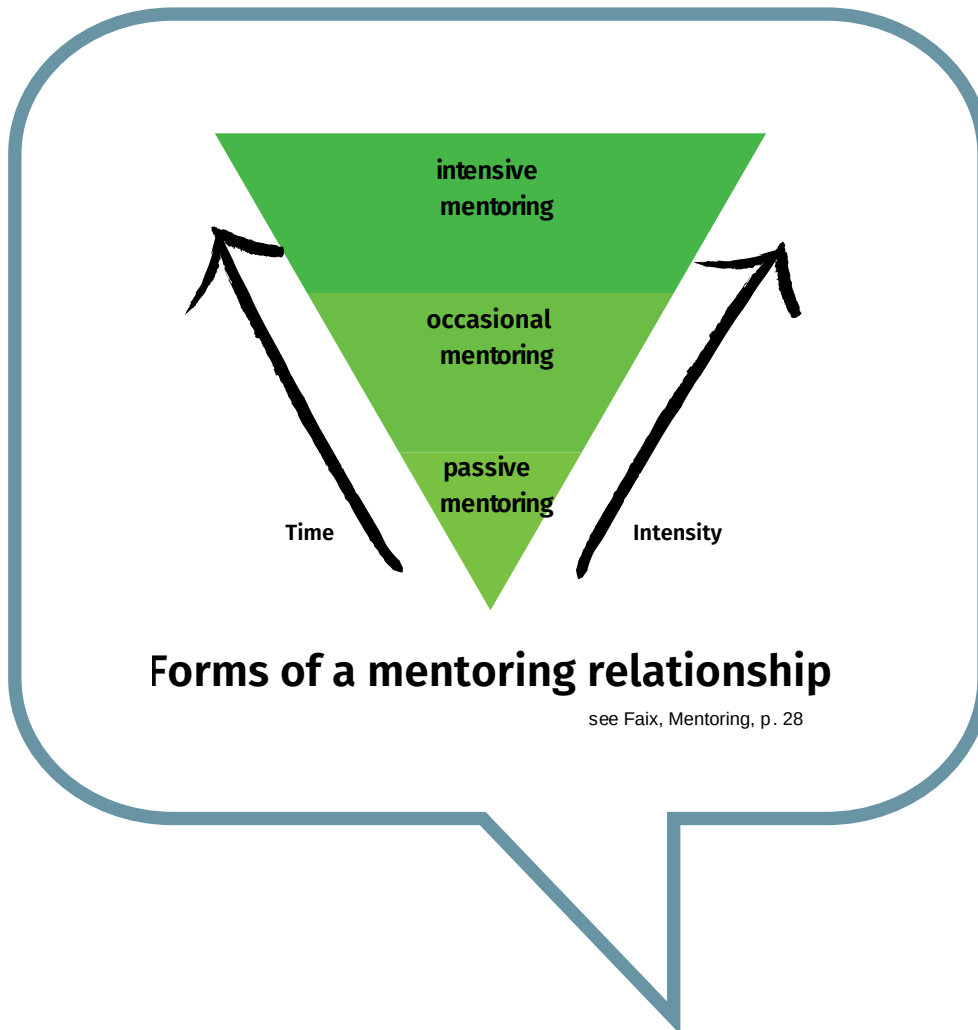 intensive
mentoring
occasional
mentoring
passive
mentoring
Time
Intensity
Forms of a mentoring relationship
see Faix, Mentoring, p. 28